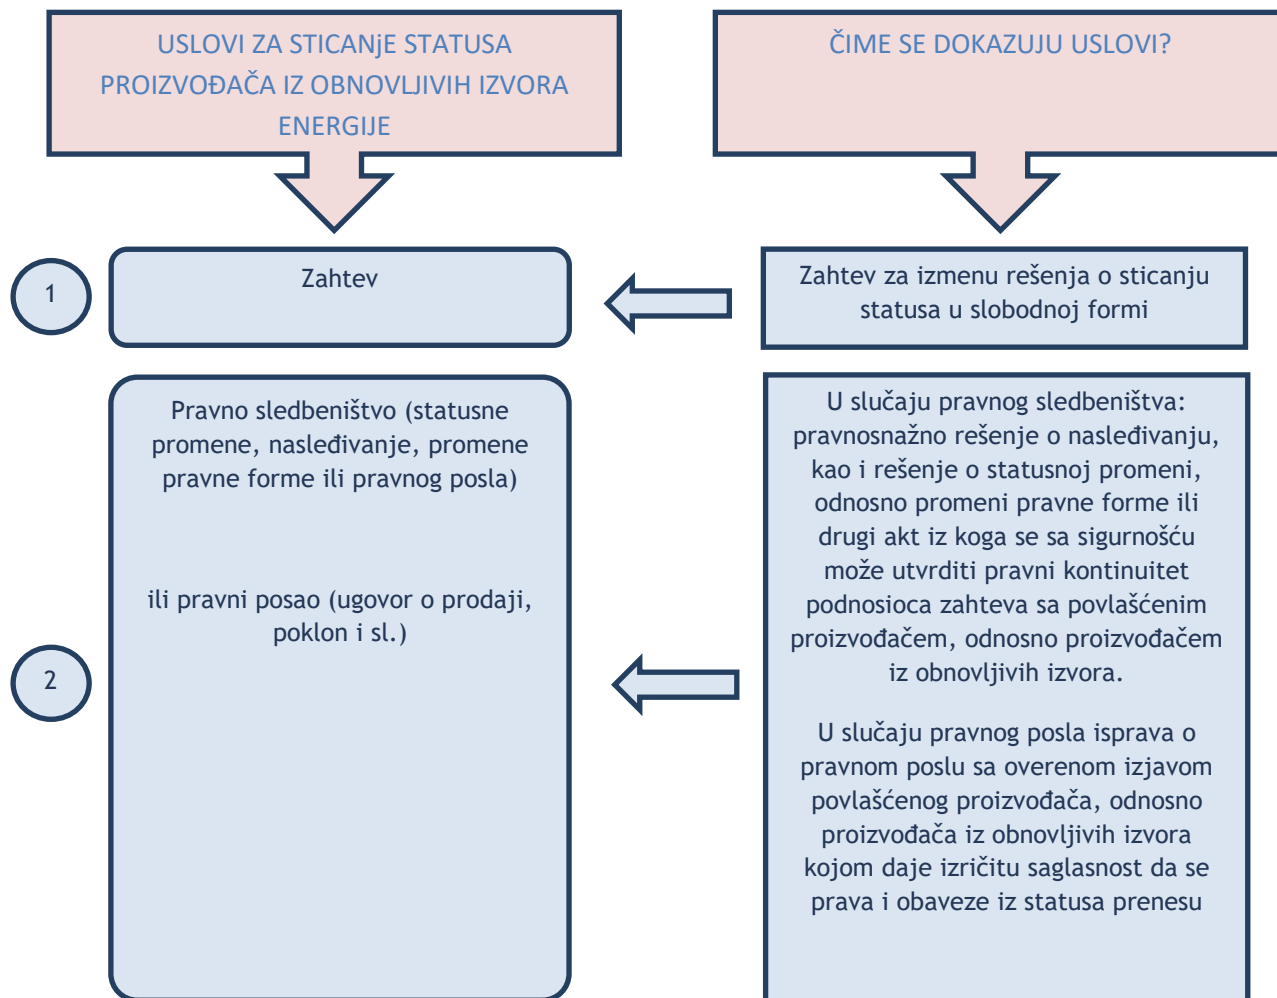 USLOVI ZA STICANjE STATUSA
PROIZVOĐAČA IZ OBNOVLJIVIH IZVORA
ENERGIJE
ČIME SE DOKAZUJU USLOVI?
1
Zahtev
Zahtev za izmenu rešenja o sticanju
statusa u slobodnoj formi
2
Pravno sledbeništvo (statusne
promene, nasleđivanje, promene
pravne forme ili pravnog posla)
ili pravni posao (ugovor o prodaji,
poklon i sl.)
U slučaju pravnog sledbeništva:
pravnosnažno rešenje o nasleđivanju,
kao i rešenje o statusnoj promeni,
odnosno promeni pravne forme ili
drugi akt iz koga se sa sigurnošću
može utvrditi pravni kontinuitet
podnosioca zahteva sa povlašćenim
proizvođačem, odnosno proizvođačem
iz obnovljivih izvora.
U slučaju pravnog posla isprava o
pravnom poslu sa overenom izjavom
povlašćenog proizvođača, odnosno
proizvođača iz obnovljivih izvora
kojom daje izričitu saglasnost da se
prava i obaveze iz statusa prenesu